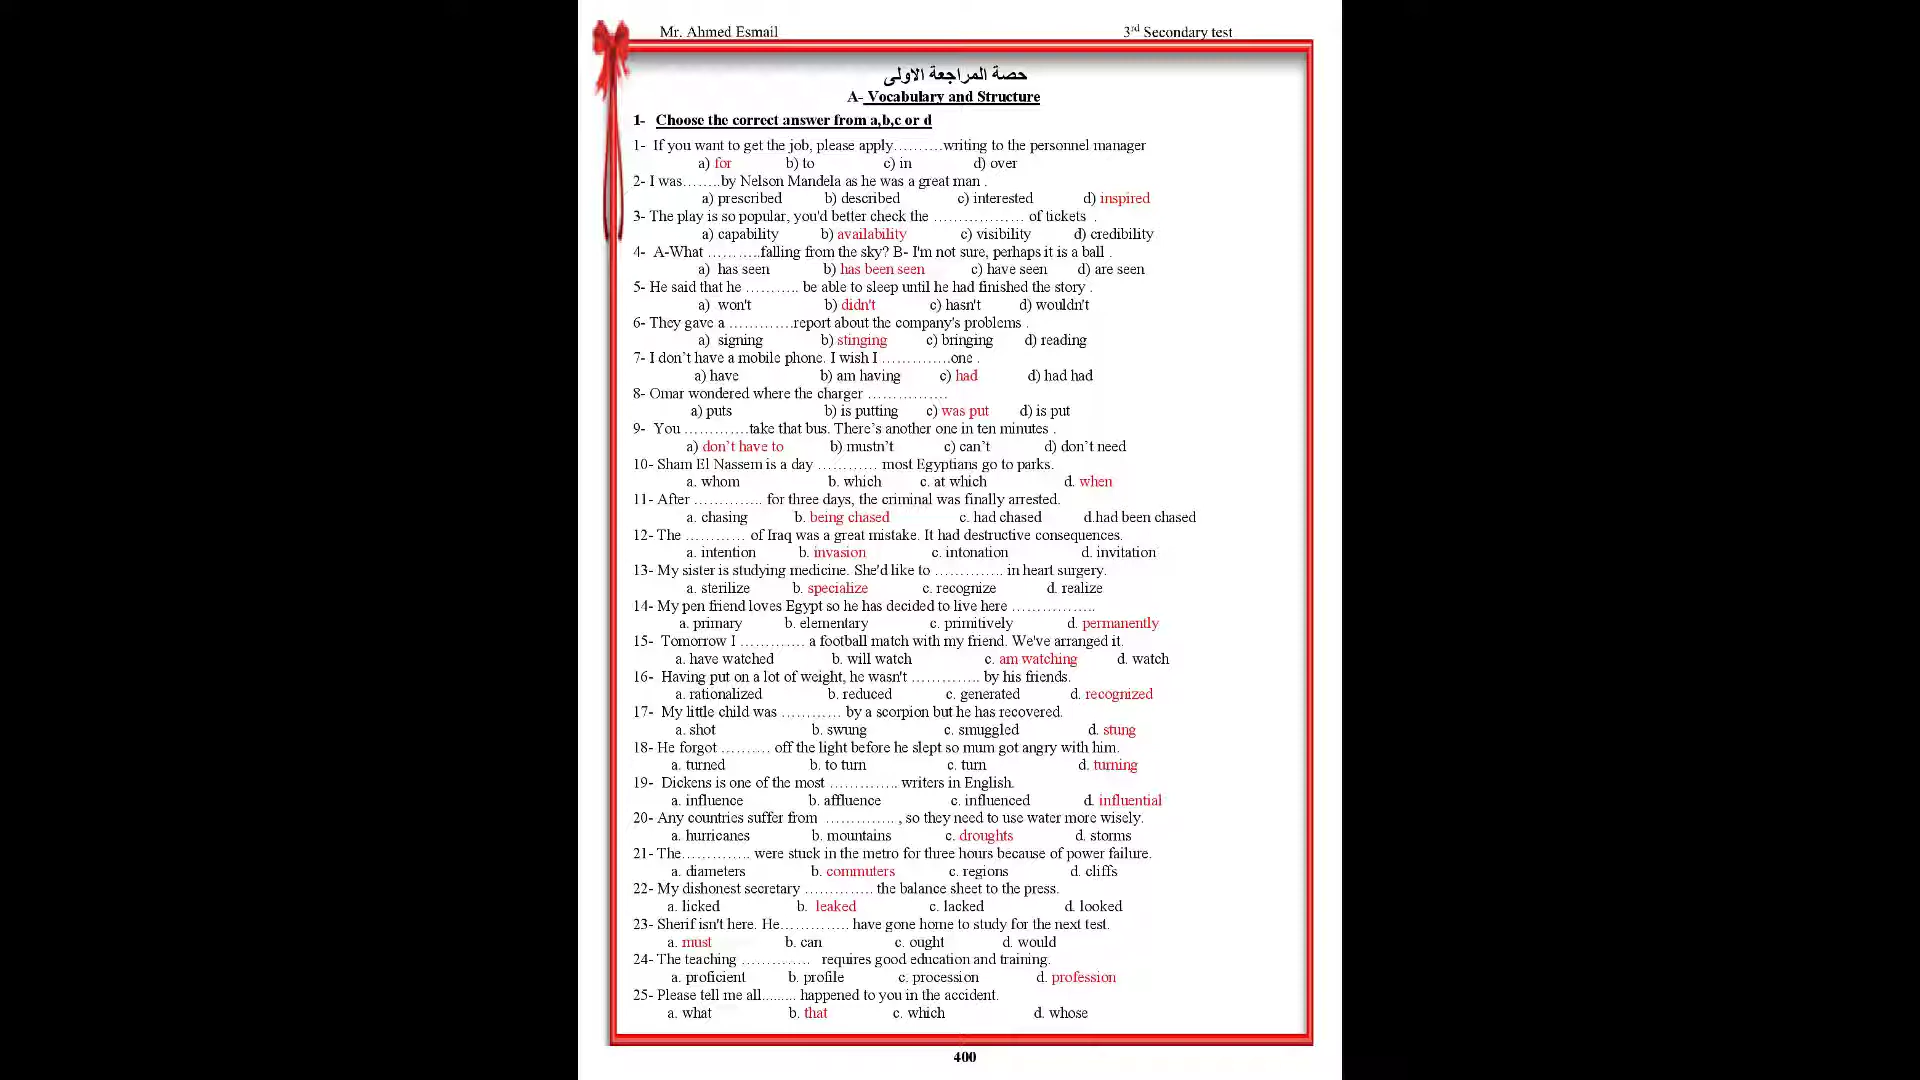 Mr. Ahmed Esmail 3rd Secondary test
حصة المراجعة الاولى
A- Vocabulary and Structure
1- Choose the correct answer from a,b,c or d
1- If you want to get the job, please apply……….writing to the personnel manager
a) for b) to c) in d) over
2- I was……..by Nelson Mandela as he was a great man .
a) prescribed b) described c) interested d) inspired
3- The play is so popular, you'd better check the ……………… of tickets .
a) capability b) availability c) visibility d) credibility
4- A-What ………..falling from the sky? B- I'm not sure, perhaps it is a ball .
a) has seen b) has been seen c) have seen d) are seen
5- He said that he ……….. be able to sleep until he had finished the story .
a) won't b) didn't c) hasn't d) wouldn't
6- They gave a ………….report about the company's problems .
a) signing b) stinging c) bringing d) reading
7- I don’t have a mobile phone. I wish I …………..one .
a) have b) am having c) had d) had had
8- Omar wondered where the charger …………….
a) puts b) is putting c) was put d) is put
9- You ………….take that bus. There’s another one in ten minutes .
a) don’t have to b) mustn’t c) can’t d) don’t need
10- Sham El Nassem is a day ………… most Egyptians go to parks.
a. whom b. which c. at which d. when
11- After ………….. for three days, the criminal was finally arrested.
a. chasing b. being chased c. had chased d.had been chased
12- The ………… of Iraq was a great mistake. It had destructive consequences.
a. intention b. invasion c. intonation d. invitation
13- My sister is studying medicine. She'd like to ………….. in heart surgery.
a. sterilize b. specialize c. recognize d. realize
14- My pen friend loves Egypt so he has decided to live here ……………..
a. primary b. elementary c. primitively d. permanently
15- Tomorrow I …………. a football match with my friend. We've arranged it.
a. have watched b. will watch c. am watching d. watch
16- Having put on a lot of weight, he wasn't ………….. by his friends.
a. rationalized b. reduced c. generated d. recognized
17- My little child was ………… by a scorpion but he has recovered.
a. shot b. swung c. smuggled d. stung
18- He forgot ………. off the light before he slept so mum got angry with him.
a. turned b. to turn c. turn d. turning
19- Dickens is one of the most ………….. writers in English.
a. influence b. affluence c. influenced d. influential
20- Any countries suffer from ………….. , so they need to use water more wisely.
a. hurricanes b. mountains c. droughts d. storms
21- The………….. were stuck in the metro for three hours because of power failure.
a. diameters b. commuters c. regions d. cliffs
22- My dishonest secretary ………….. the balance sheet to the press.
a. licked b. leaked c. lacked d. looked
23- Sherif isn't here. He………….. have gone home to study for the next test.
a. must b. can c. ought d. would
24- The teaching ………….. requires good education and training.
a. proficient b. profile c. procession d. profession
25- Please tell me all......... happened to you in the accident.
a. what b. that c. which d. whose
400